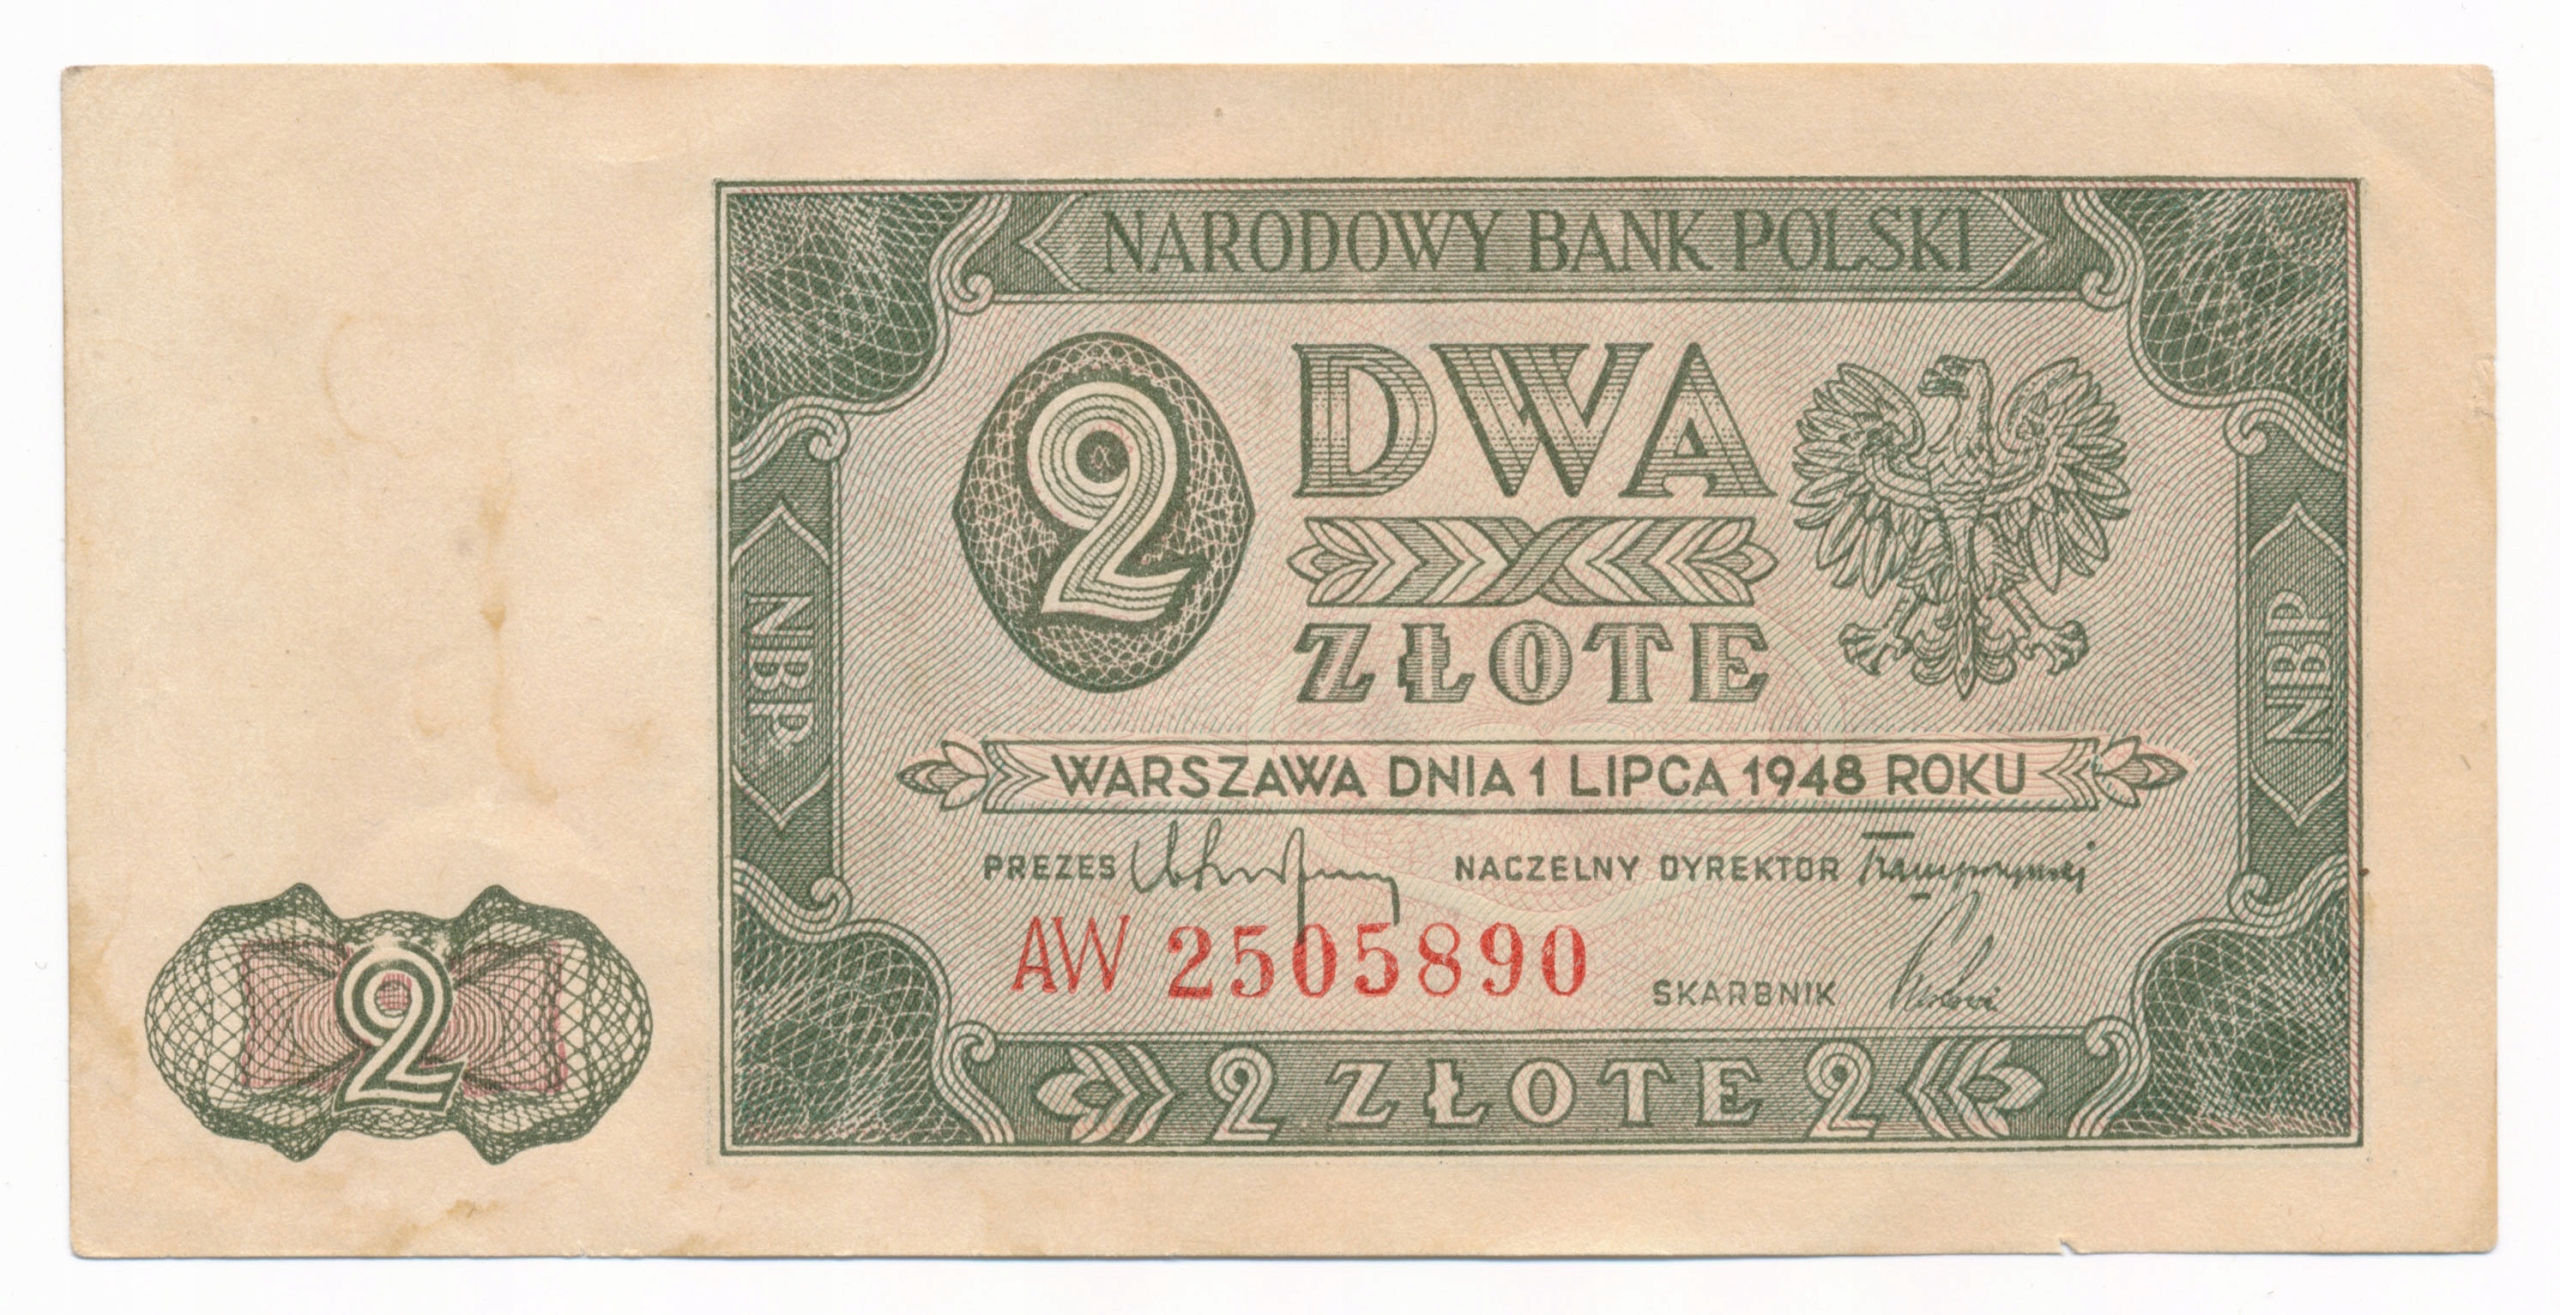 NARODOWY BANK POLSKI
2
DWA
ZŁOTE
NBP
NBP
WARSZAWA DNIA 1 LIPCA 1948 ROKU
PREZES NACZELNY DYREKTOR
AW 2505890
SKARBNIK
2
2 ZŁOTE 2